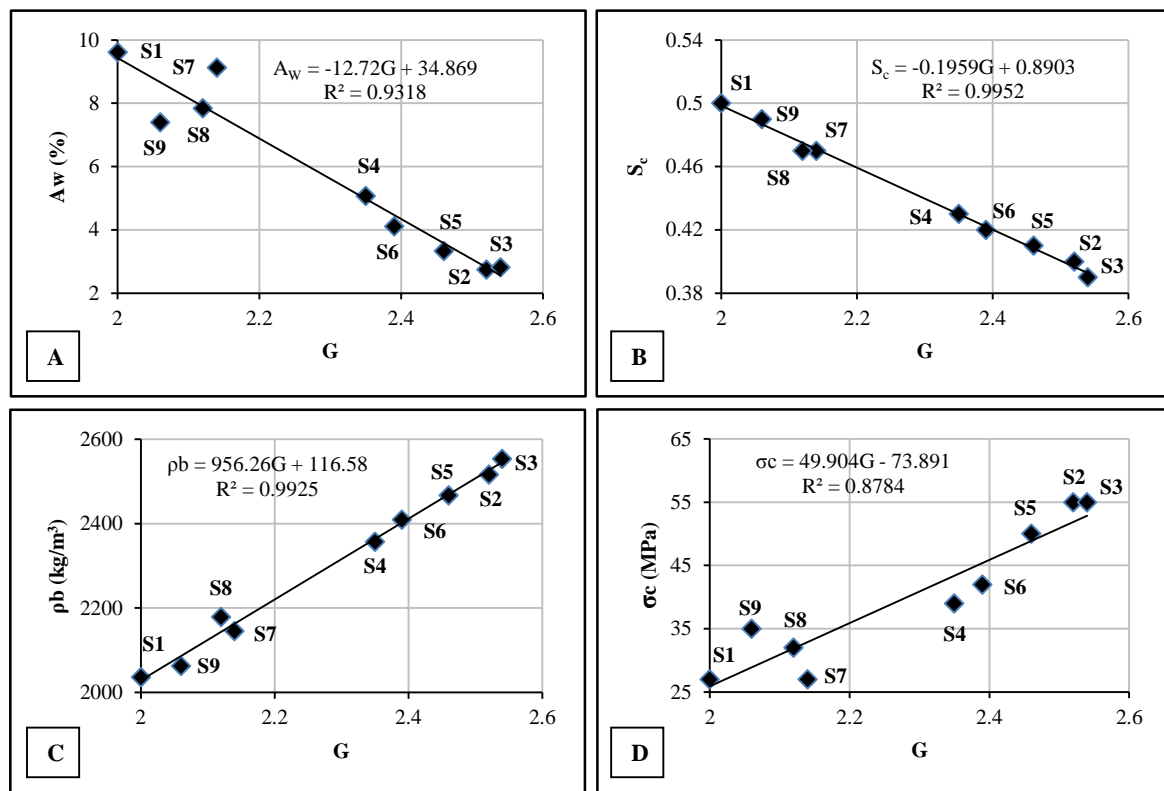 10
8
6
4
2
Aw (%)
A_W = -12.72G + 34.869
R² = 0.9318
S1
S7
S9
S8
S4
S6
S5
S2
S3
2
2.2
2.4
2.6
G
A
0.54
0.5
0.46
0.42
0.38
S_c
S_c = -0.1959G + 0.8903
R² = 0.9952
S1
S9
S7
S8
S4
S6
S5
S2
S3
2
2.2
2.4
2.6
G
B
2600
2400
2200
2000
ρb (kg/m³)
ρb = 956.26G + 116.58
R² = 0.9925
S1
S9
S8
S7
S4
S6
S5
S2
S3
2
2.2
2.4
2.6
G
C
65
55
45
35
25
σc (MPa)
σc = 49.904G - 73.891
R² = 0.8784
S1
S9
S8
S7
S4
S6
S5
S2
S3
2
2.2
2.4
2.6
G
D